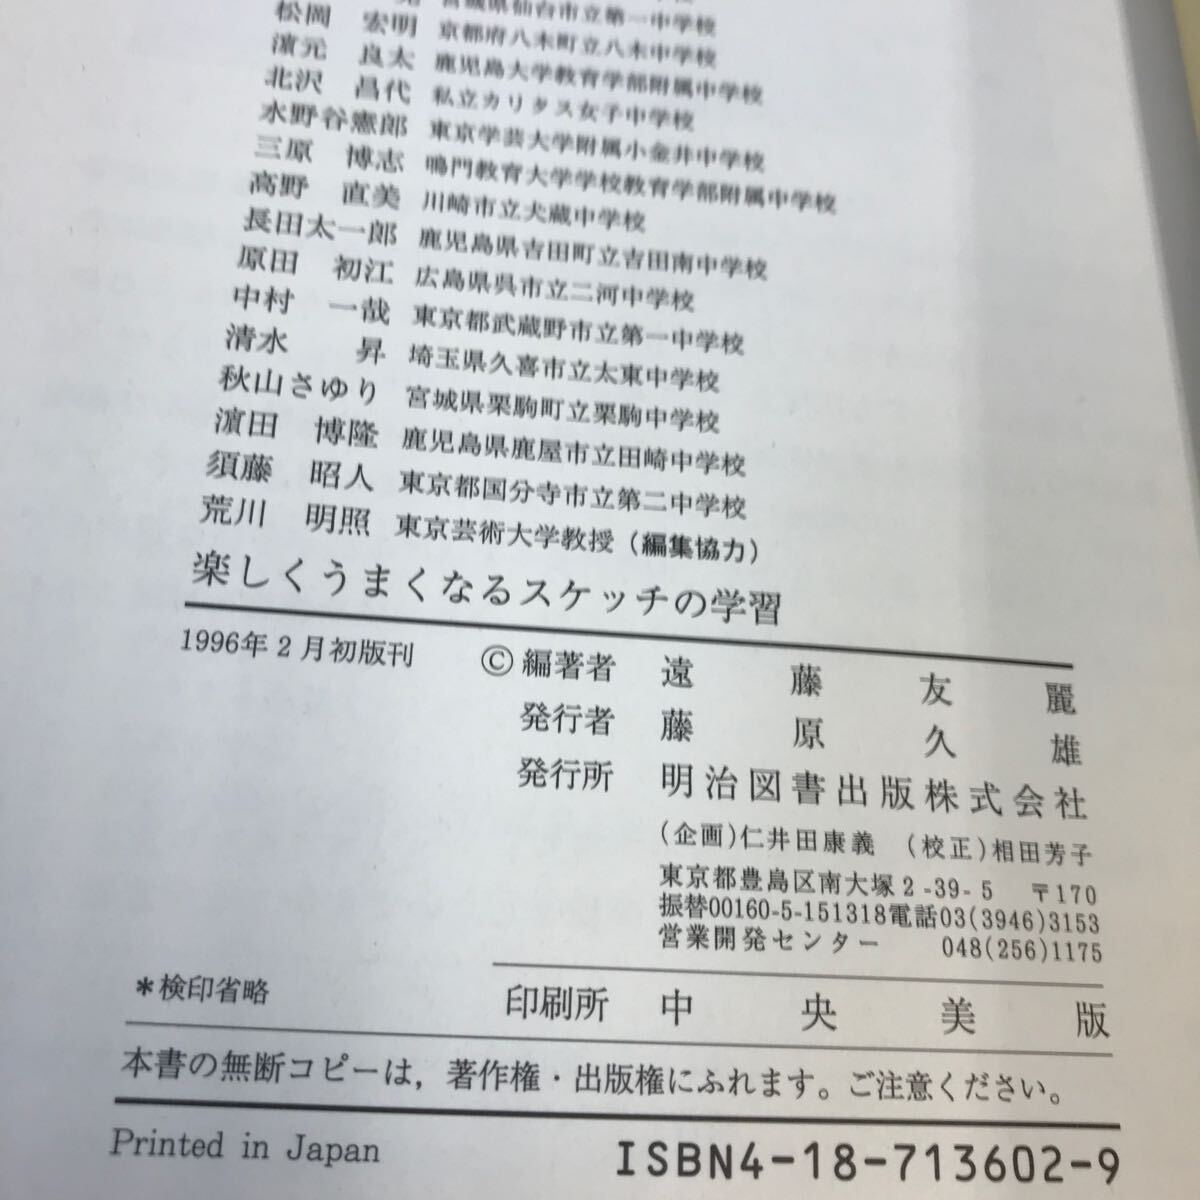 宮城県仙台市立第一中学校
松岡 宏明 京都府八木町立八木中学校
濵元 良太 鹿児島大学教育学部附属中学校
北沢 昌代 私立カリタス女子中学校
水野谷憲郎 東京学芸大学附属小金井中学校
三原 博志 鳴門教育大学学校教育学部附属中学校
高野 直美 川崎市立犬蔵中学校
長田太一郎 鹿児島県吉田町立吉田南中学校
原田 初江 広島県呉市立二河中学校
中村 一哉 東京都武蔵野市立第一中学校
清水 昇 埼玉県久喜市立太東中学校
秋山さゆり 宮城県栗駒町立栗駒中学校
濵田 博隆 鹿児島県鹿屋市立田崎中学校
須藤 昭人 東京都国分寺市立第二中学校
荒川 明照 東京芸術大学教授(編集協力)
楽しくうまくなるスケッチの学習
1996年2月初版刊 ©編著者 遠藤友麗
発行者 藤原久雄
発行所 明治図書出版株式会社
(企画)仁井田康義 (校正)相田芳子
東京都豊島区南大塚2-39-5 〒170
振替00160-5-151318電話03(3946)3153
営業開発センター 048(256)1175
*検印省略 印刷所 中央美版
本書の無断コピーは,著作権・出版権にふれます。ご注意ください。
Printed in Japan ISBN4-18-713602-9